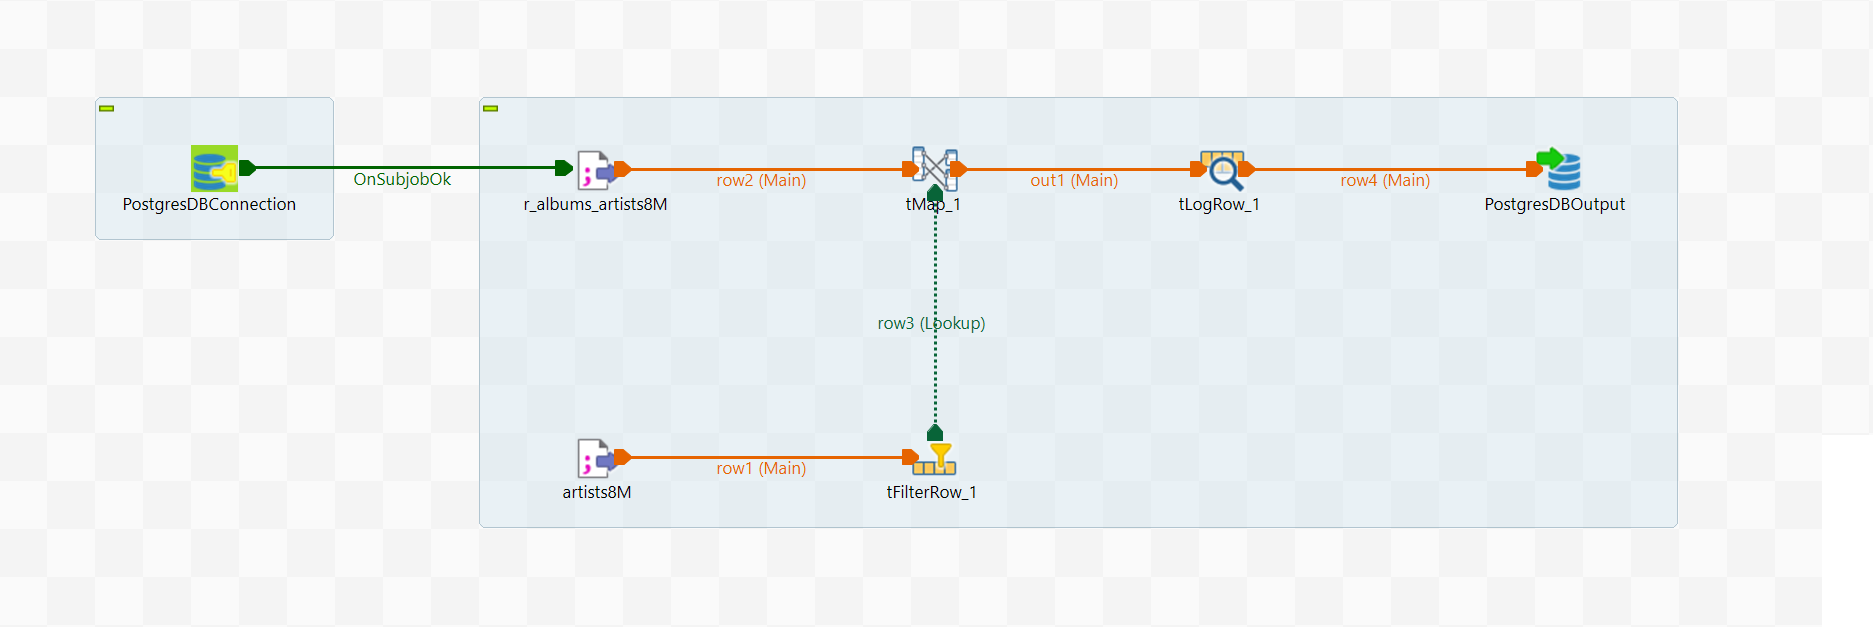 OnSubjobOk
PostgresDBConnection
row2 (Main)
out1 (Main)
row4 (Main)
r_albums_artists8M
tMap_1
tLogRow_1
PostgresDBOutput
row3 (Lookup)
row1 (Main)
artists8M
tFilterRow_1